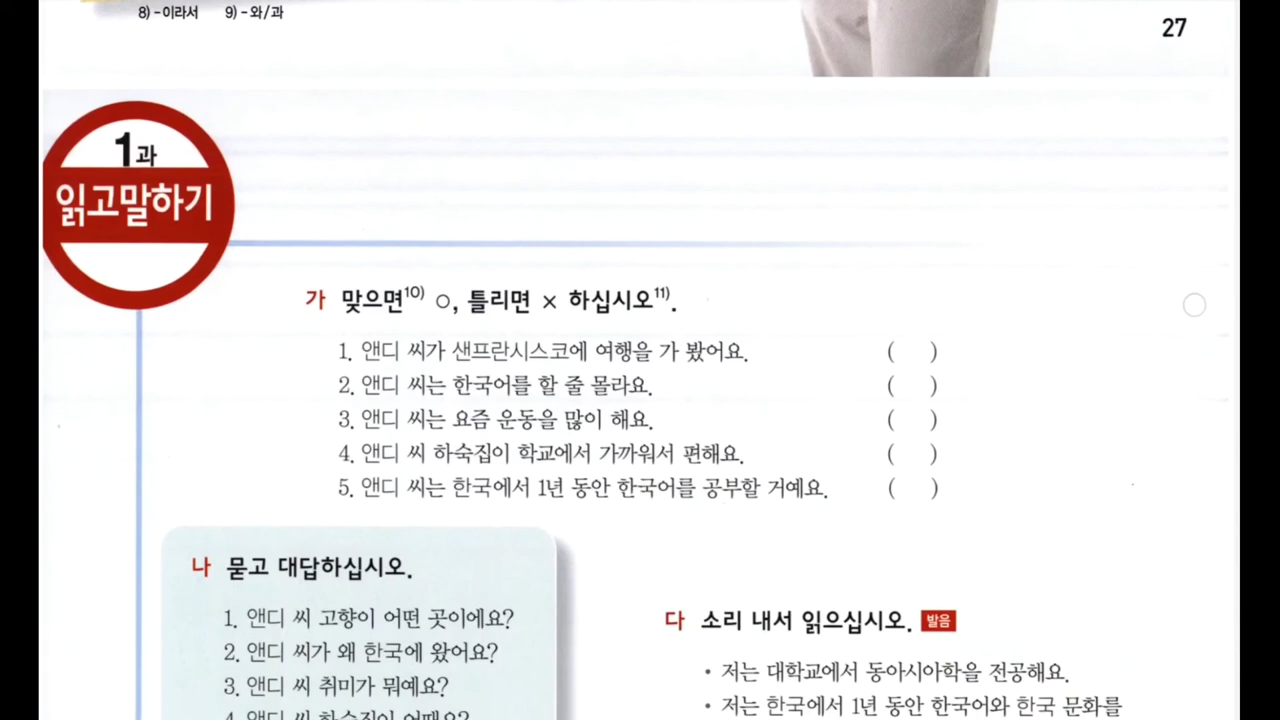 8) -이라서 9) -와/과
27
1과
읽고말하기
가 맞으면10) ○, 틀리면 × 하십시오11).
1. 앤디 씨가 샌프란시스코에 여행을 가 봤어요. ( )
2. 앤디 씨는 한국어를 할 줄 몰라요. ( )
3. 앤디 씨는 요즘 운동을 많이 해요. ( )
4. 앤디 씨 하숙집이 학교에서 가까워서 편해요. ( )
5. 앤디 씨는 한국에서 1년 동안 한국어를 공부할 거예요. ( )
나 묻고 대답하십시오.
1. 앤디 씨 고향이 어떤 곳이에요?
2. 앤디 씨가 왜 한국에 왔어요?
3. 앤디 씨 취미가 뭐예요?
4. 앤디 씨 하숙집이 어때요?
다 소리 내서 읽으십시오. 발음
• 저는 대학교에서 동아시아학을 전공해요.
• 저는 한국에서 1년 동안 한국어와 한국 문화를